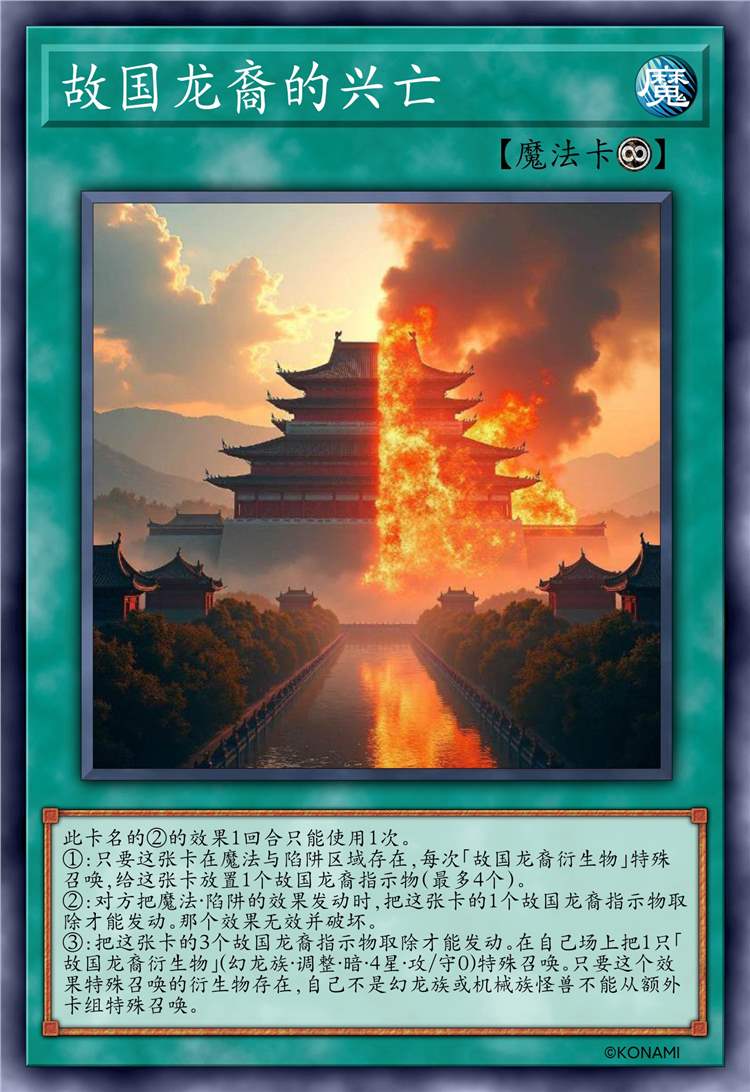 故国龙裔的兴亡
魔
【魔法卡♾】
此卡名的②的效果1回合只能使用1次。
①:只要这张卡在魔法与陷阱区域存在,每次「故国龙裔衍生物」特殊
召唤,给这张卡放置1个故国龙裔指示物(最多4个)。
②:对方把魔法·陷阱的效果发动时,把这张卡的1个故国龙裔指示物取
除才能发动。那个效果无效并破坏。
③:把这张卡的3个故国龙裔指示物取除才能发动。在自己场上把1只「
故国龙裔衍生物」(幻龙族·调整·暗·4星·攻/守0)特殊召唤。只要这个效
果特殊召唤的衍生物存在,自己不是幻龙族或机械族怪兽不能从额外
卡组特殊召唤。
©KONAMI